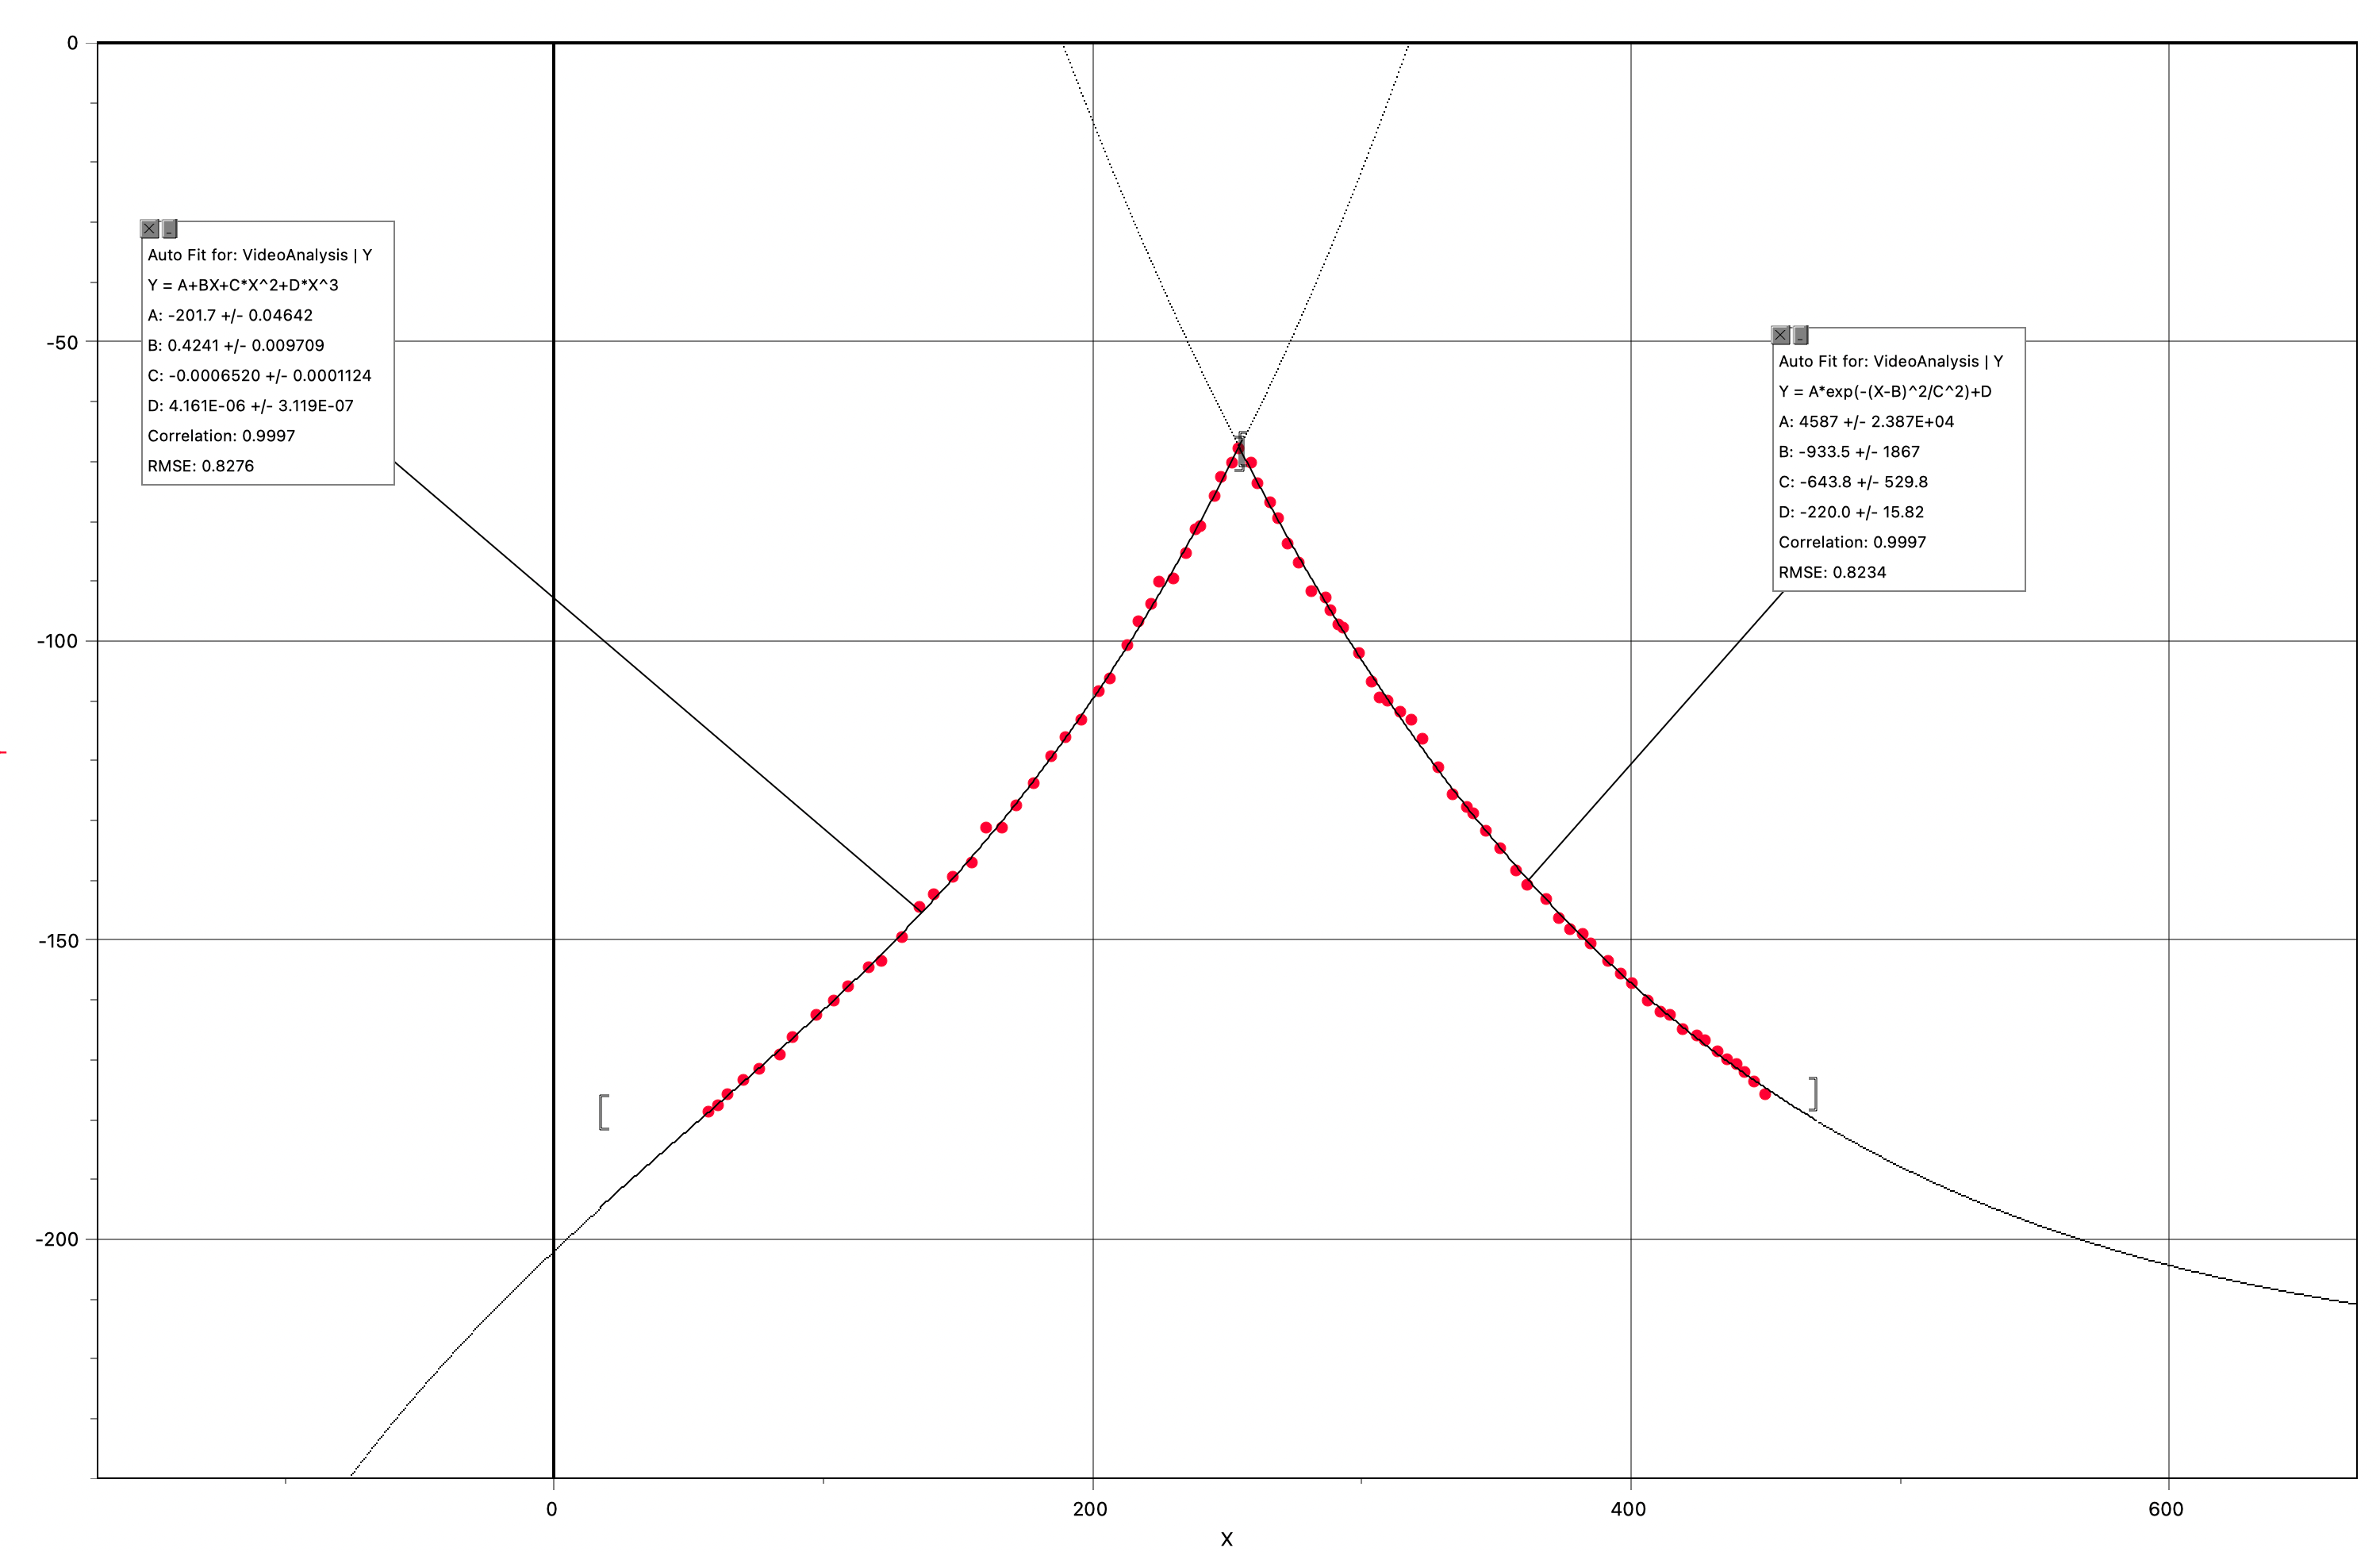 0
-50
-100
-150
-200
Auto Fit for: VideoAnalysis | Y
Y = A+BX+C*X^2+D*X^3
A: -201.7 +/- 0.04642
B: 0.4241 +/- 0.009709
C: -0.0006520 +/- 0.0001124
D: 4.161E-06 +/- 3.119E-07
Correlation: 0.9997
RMSE: 0.8276
Auto Fit for: VideoAnalysis | Y
Y = A*exp(-(X-B)^2/C^2)+D
A: 4587 +/- 2.387E+04
B: -933.5 +/- 1867
C: -643.8 +/- 529.8
D: -220.0 +/- 15.82
Correlation: 0.9997
RMSE: 0.8234
0 200 400 600
X